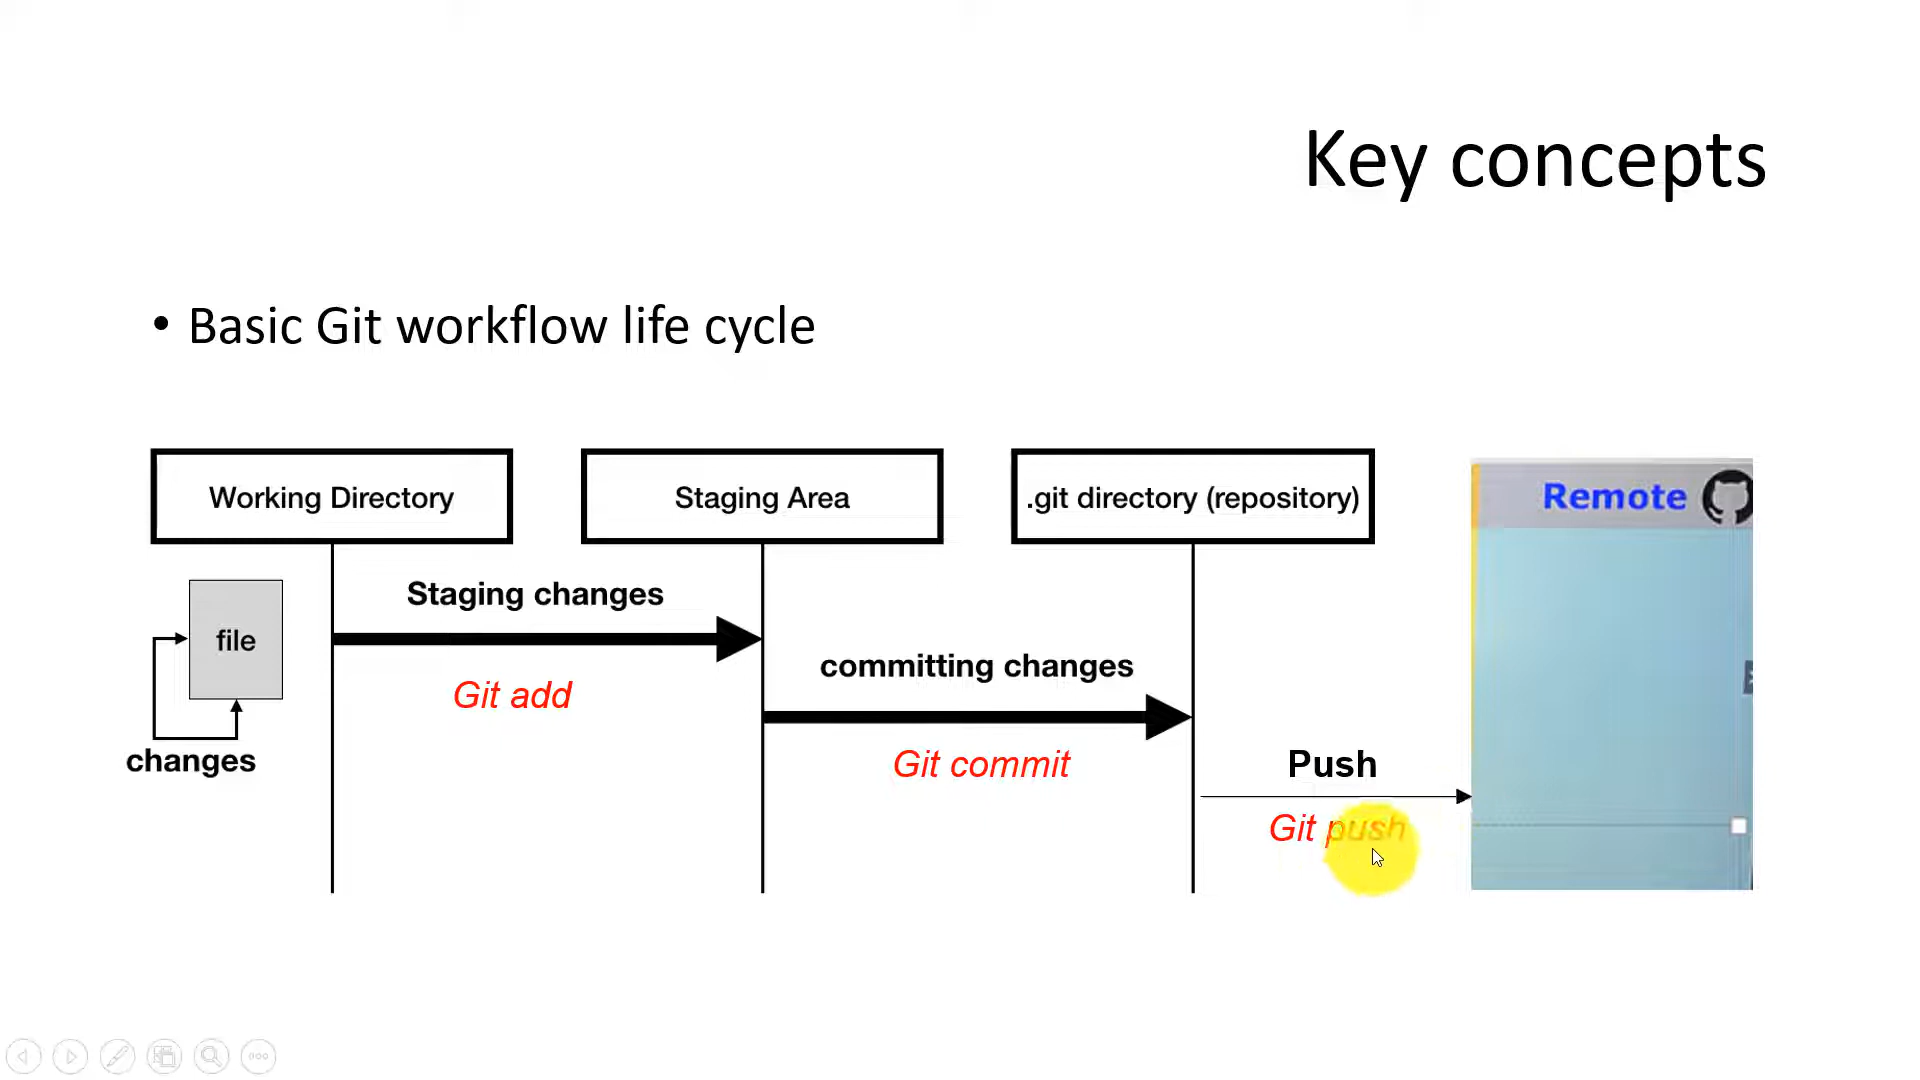 Key concepts
• Basic Git workflow life cycle
Working Directory
Staging Area
.git directory (repository)
Remote
file
changes
Staging changes
Git add
committing changes
Git commit
Push
Git push